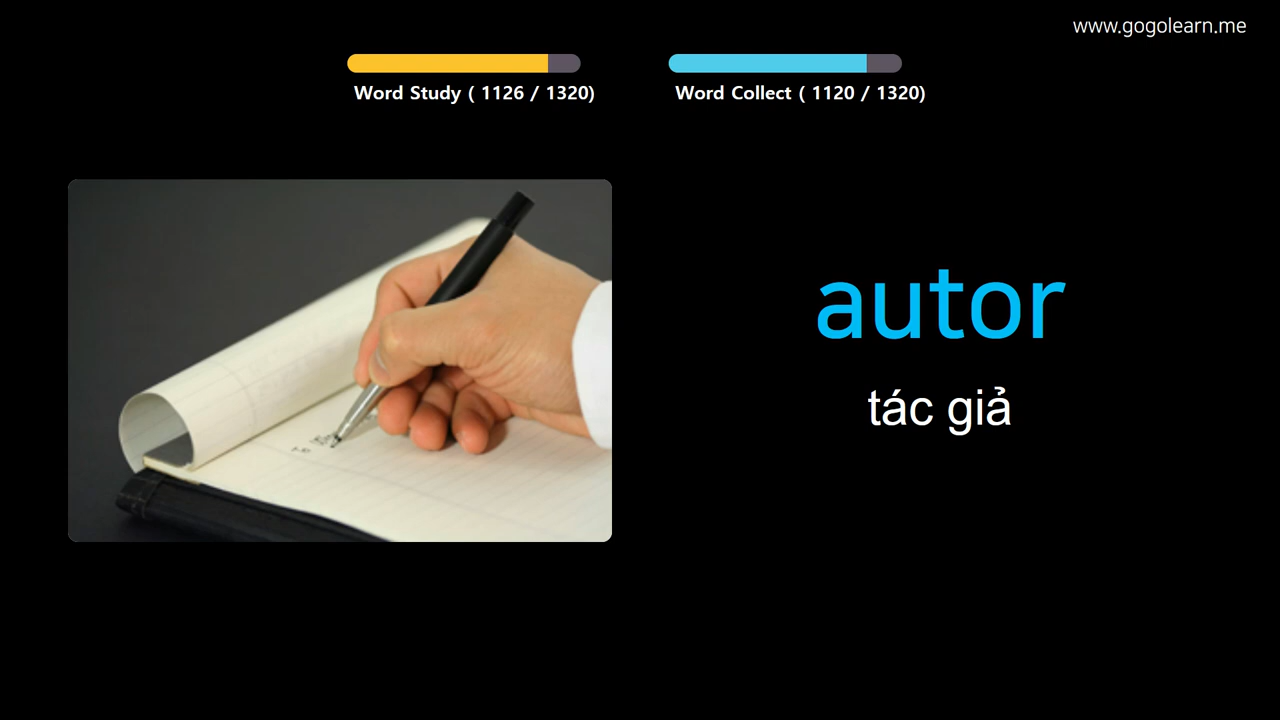 www.gogolearn.me
Word Study ( 1126 / 1320)
Word Collect ( 1120 / 1320)
autor
tác giả